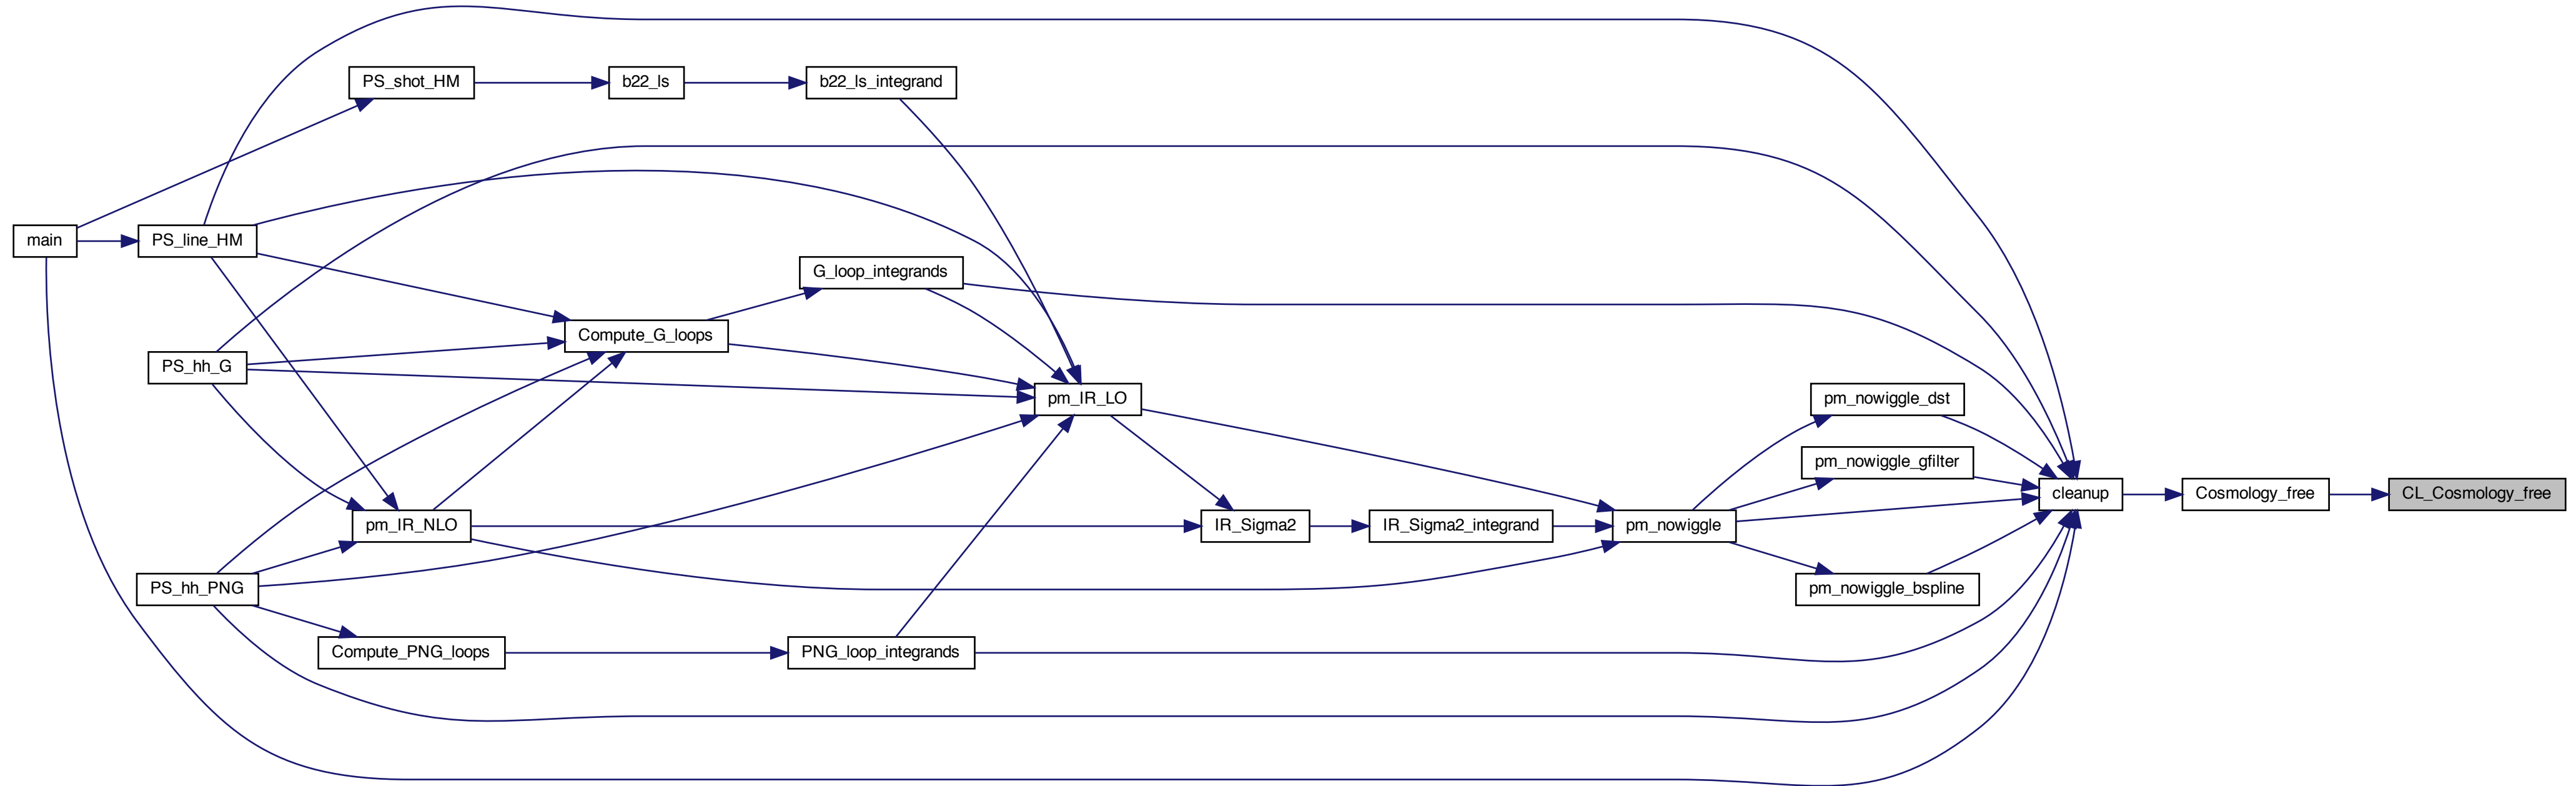 PS_shot_HM
b22_ls
b22_ls_integrand
main
PS_line_HM
G_loop_integrands
Compute_G_loops
PS_hh_G
pm_IR_LO
pm_nowiggle_dst
pm_nowiggle_gfilter
cleanup
Cosmology_free
CL_Cosmology_free
pm_IR_NLO
IR_Sigma2
IR_Sigma2_integrand
pm_nowiggle
PS_hh_PNG
pm_nowiggle_bspline
Compute_PNG_loops
PNG_loop_integrands